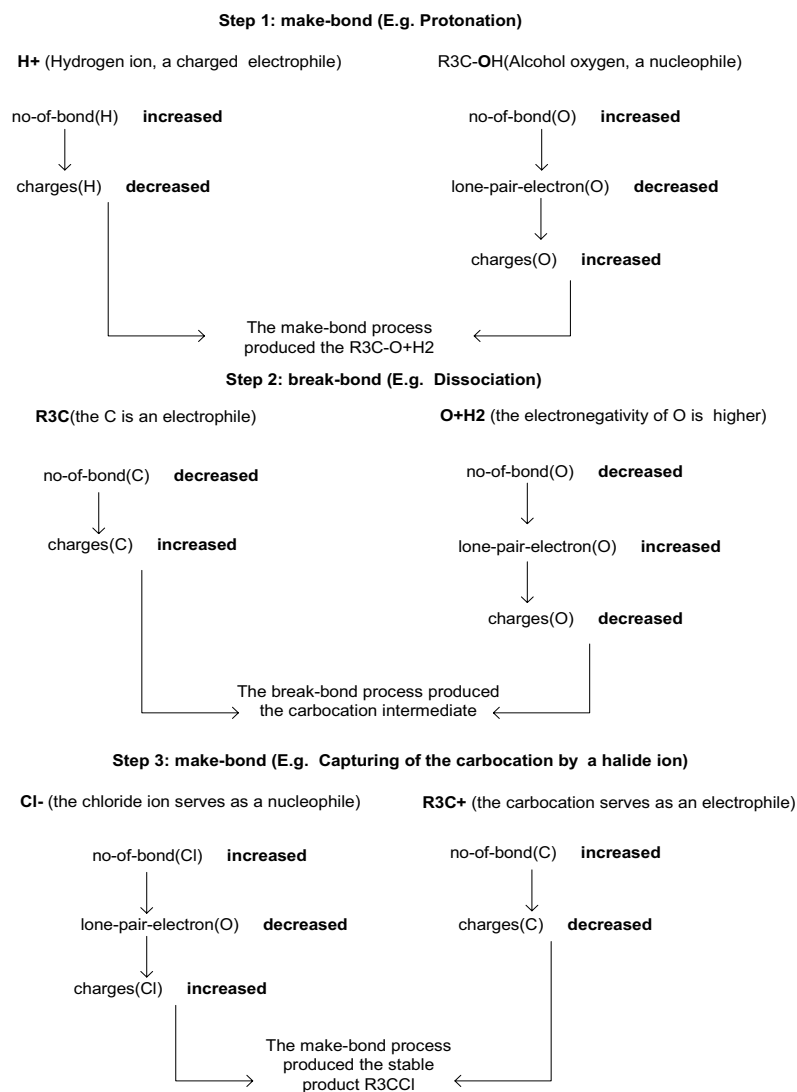 Step 1: make-bond (E.g. Protonation)
H+ (Hydrogen ion, a charged electrophile)
R3C-OH(Alcohol oxygen, a nucleophile)
no-of-bond(H) increased
no-of-bond(O) increased
charges(H) decreased
lone-pair-electron(O) decreased
charges(O) increased
The make-bond process
produced the R3C-O+H2
Step 2: break-bond (E.g. Dissociation)
R3C(the C is an electrophile)
O+H2 (the electronegativity of O is higher)
no-of-bond(C) decreased
no-of-bond(O) decreased
charges(C) increased
lone-pair-electron(O) increased
charges(O) decreased
The break-bond process produced
the carbocation intermediate
Step 3: make-bond (E.g. Capturing of the carbocation by a halide ion)
Cl- (the chloride ion serves as a nucleophile)
R3C+ (the carbocation serves as an electrophile)
no-of-bond(Cl) increased
no-of-bond(C) increased
lone-pair-electron(O) decreased
charges(C) decreased
charges(Cl) increased
The make-bond process
produced the stable
product R3CCl